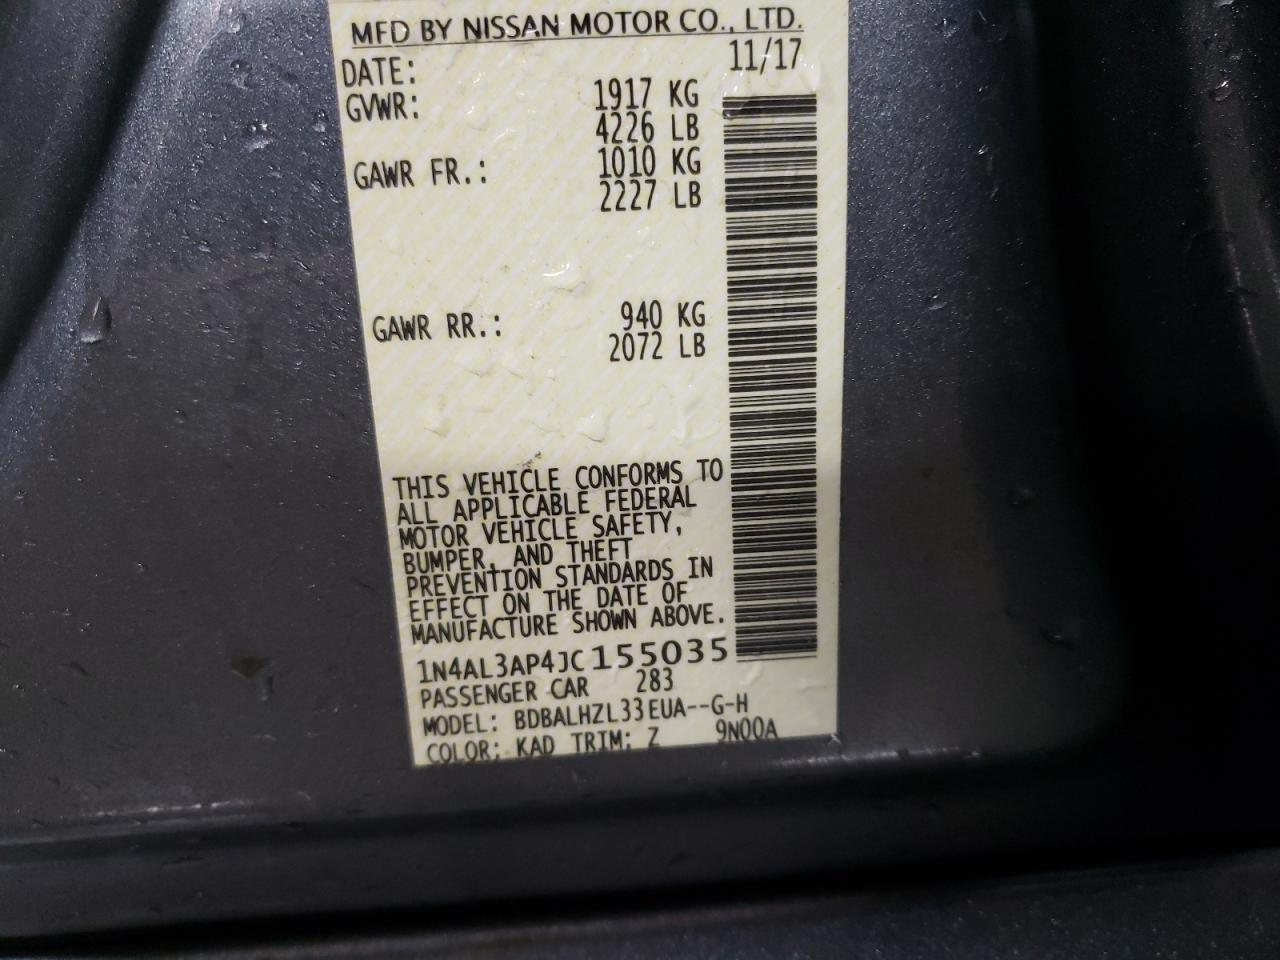 MFD BY NISSAN MOTOR CO., LTD.
DATE: 11/17
GVWR: 1917 KG
4226 LB
GAWR FR.: 1010 KG
2227 LB
GAWR RR.: 940 KG
2072 LB
THIS VEHICLE CONFORMS TO
ALL APPLICABLE FEDERAL
MOTOR VEHICLE SAFETY,
BUMPER, AND THEFT
PREVENTION STANDARDS IN
EFFECT ON THE DATE OF
MANUFACTURE SHOWN ABOVE.
1N4AL3AP4JC155035
PASSENGER CAR 283
MODEL: BDBALHZL33EUA--G-H
COLOR: KAD TRIM: Z 9N00A